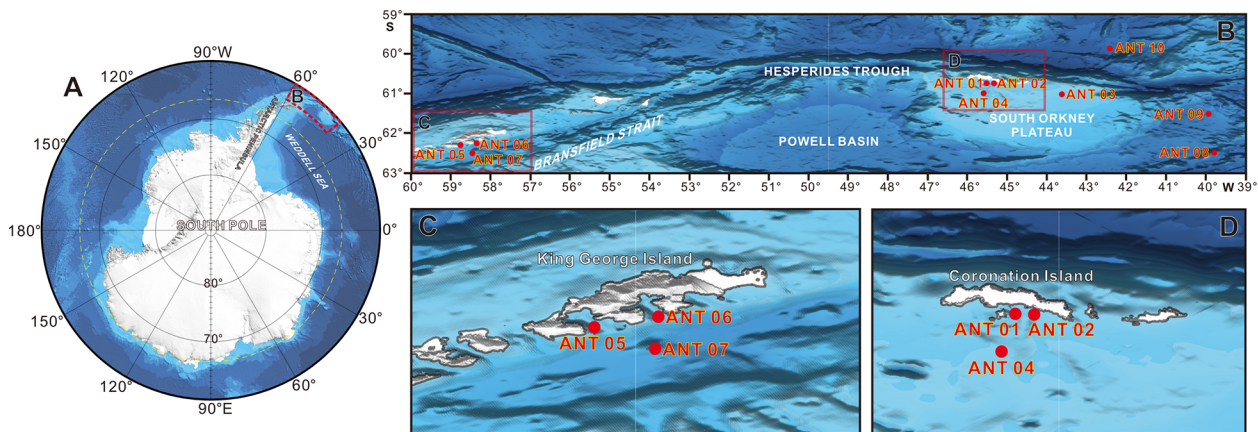 A
90°W
120°
60°
B
150°
30°
ANTARCTIC PENINSULA
WEDDELL SEA
180°
SOUTH POLE
0°
80°
70°
150°
30°
120°
60°
90°E
59°
S
60°
61°
62°
63°
B
ANT 10
HESPERIDES TROUGH
D
ANT 01
ANT 02
ANT 04
ANT 03
SOUTH ORKNEY
PLATEAU
ANT 09
ANT 08
C
ANT 06
ANT 05
ANT 07
BRANSFIELD STRAIT
POWELL BASIN
60° 59° 58° 57° 56° 55° 54° 53° 52° 51° 50° 49° 48° 47° 46° 45° 44° 43° 42° 41° 40° W 39°
C
King George Island
ANT 06
ANT 05
ANT 07
D
Coronation Island
ANT 01
ANT 02
ANT 04